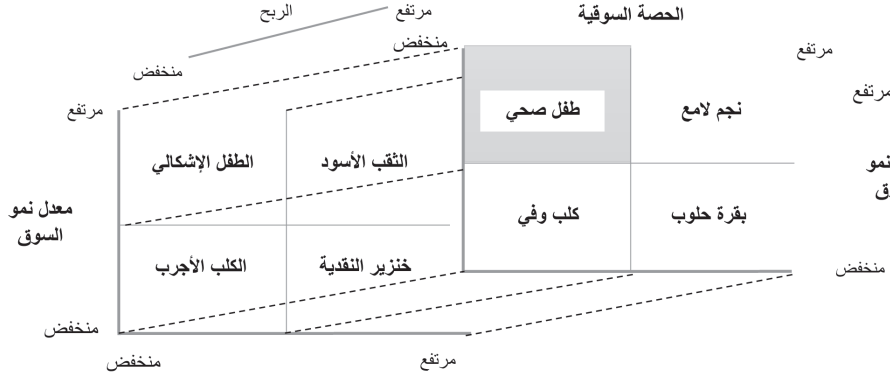 الحصة السوقية
مرتفع
الربح
منخفض
منخفض
مرتفع
مرتفع
مرتفع
نجم لامع
طفل صحي
الثقب الأسود
الطفل الإشكالي
نمو
معدل نمو
السوق
بقرة حلوب
كلب وفي
خنزير النقدية
الكلب الأجرب
منخفض
منخفض
مرتفع
منخفض